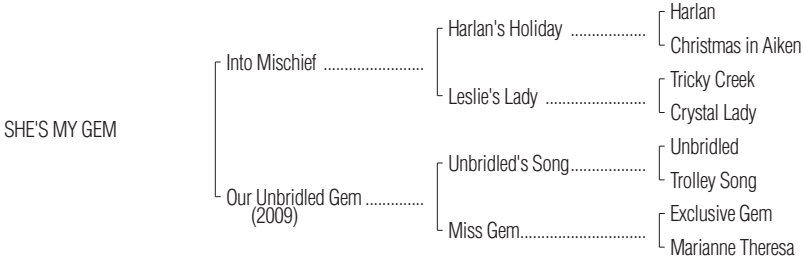 Harlan
Harlan's Holiday ..................
Christmas in Aiken
Into Mischief ........................
Tricky Creek
Leslie's Lady ........................
Crystal Lady
SHE'S MY GEM
Unbridled
Unbridled's Song..................
Trolley Song
Our Unbridled Gem ..............
(2009)
Exclusive Gem
Miss Gem..............................
Marianne Theresa